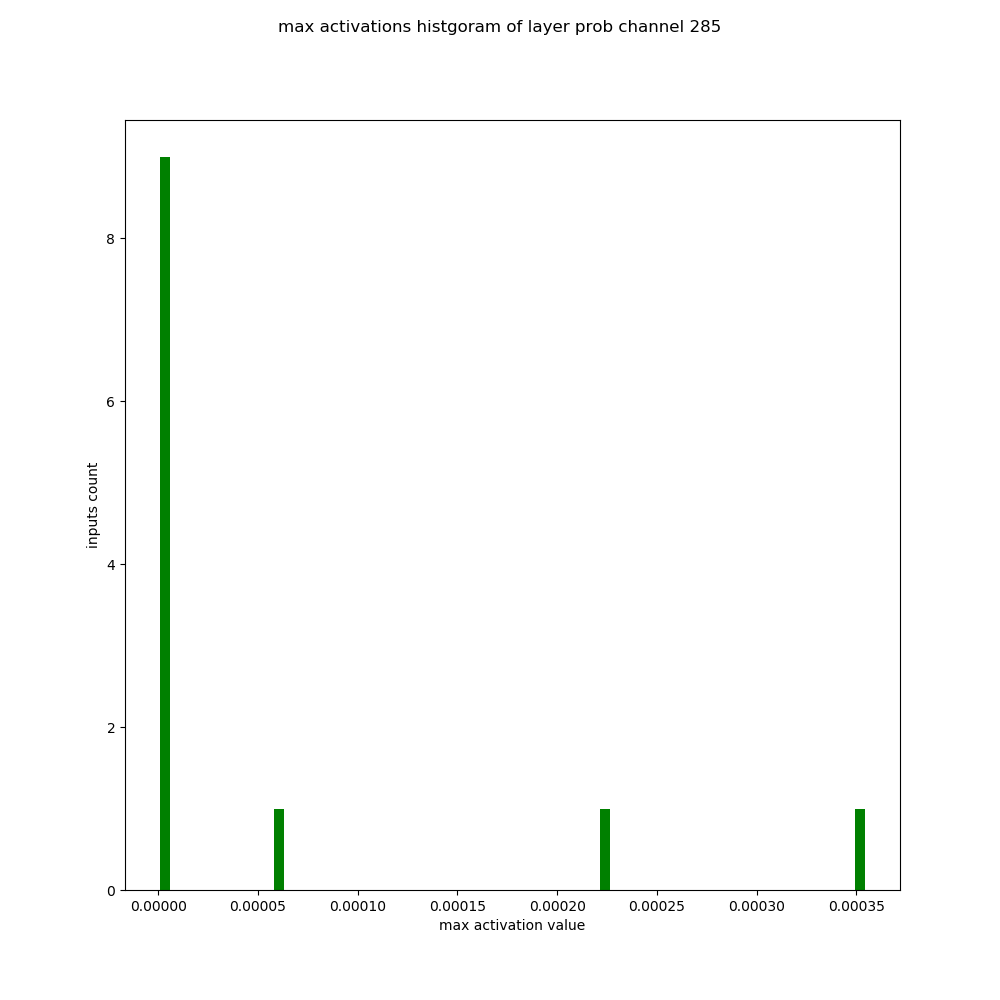 max activations histgoram of layer prob channel 285
8
6
4
2
0
inputs count
0.00000 0.00005 0.00010 0.00015 0.00020 0.00025 0.00030 0.00035
max activation value